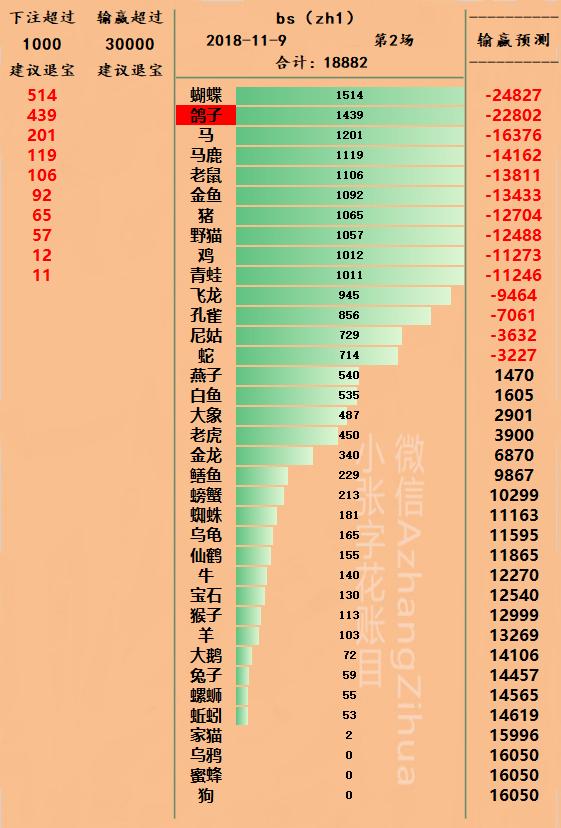 下注超过 输赢超过
1000 30000
建议退宝 建议退宝
bs（zh1）
2018-11-9 第2场
合计：18882
输赢预测
514 蝴蝶 1514 -24827
439 鸽子 1439 -22802
201 马 1201 -16376
119 马鹿 1119 -14162
106 老鼠 1106 -13811
92 金鱼 1092 -13433
65 猪 1065 -12704
57 野猫 1057 -12488
12 鸡 1012 -11273
11 青蛙 1011 -11246
飞龙 945 -9464
孔雀 856 -7061
尼姑 729 -3632
蛇 714 -3227
燕子 540 1470
白鱼 535 1605
大象 487 2901
老虎 450 3900
金龙 340 6870
鳝鱼 229 9867
螃蟹 213 10299
蜘蛛 181 11163
乌龟 165 11595
仙鹤 155 11865
牛 140 12270
宝石 130 12540
猴子 113 12999
羊 103 13269
大鹅 72 14106
兔子 59 14457
螺蛳 55 14565
蚯蚓 53 14619
家猫 2 15996
乌鸦 0 16050
蜜蜂 0 16050
狗 0 16050
微信AzhangZihua
小张字花账目